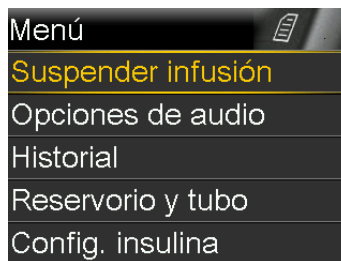 Menú
Suspender infusión
Opciones de audio
Historial
Reservorio y tubo
Config. insulina